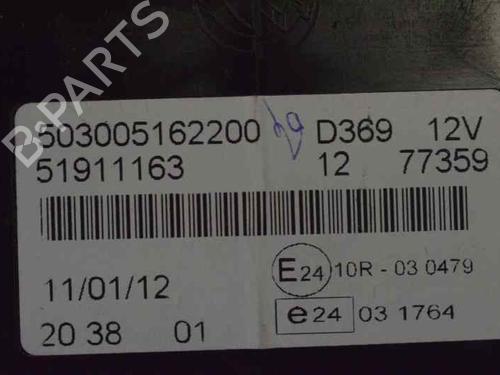 B-PARTS
503005162200 D369 12V
51911163 12 77359
11/01/12 E24 10R - 03 0479
20 38 01 e24 03 1764